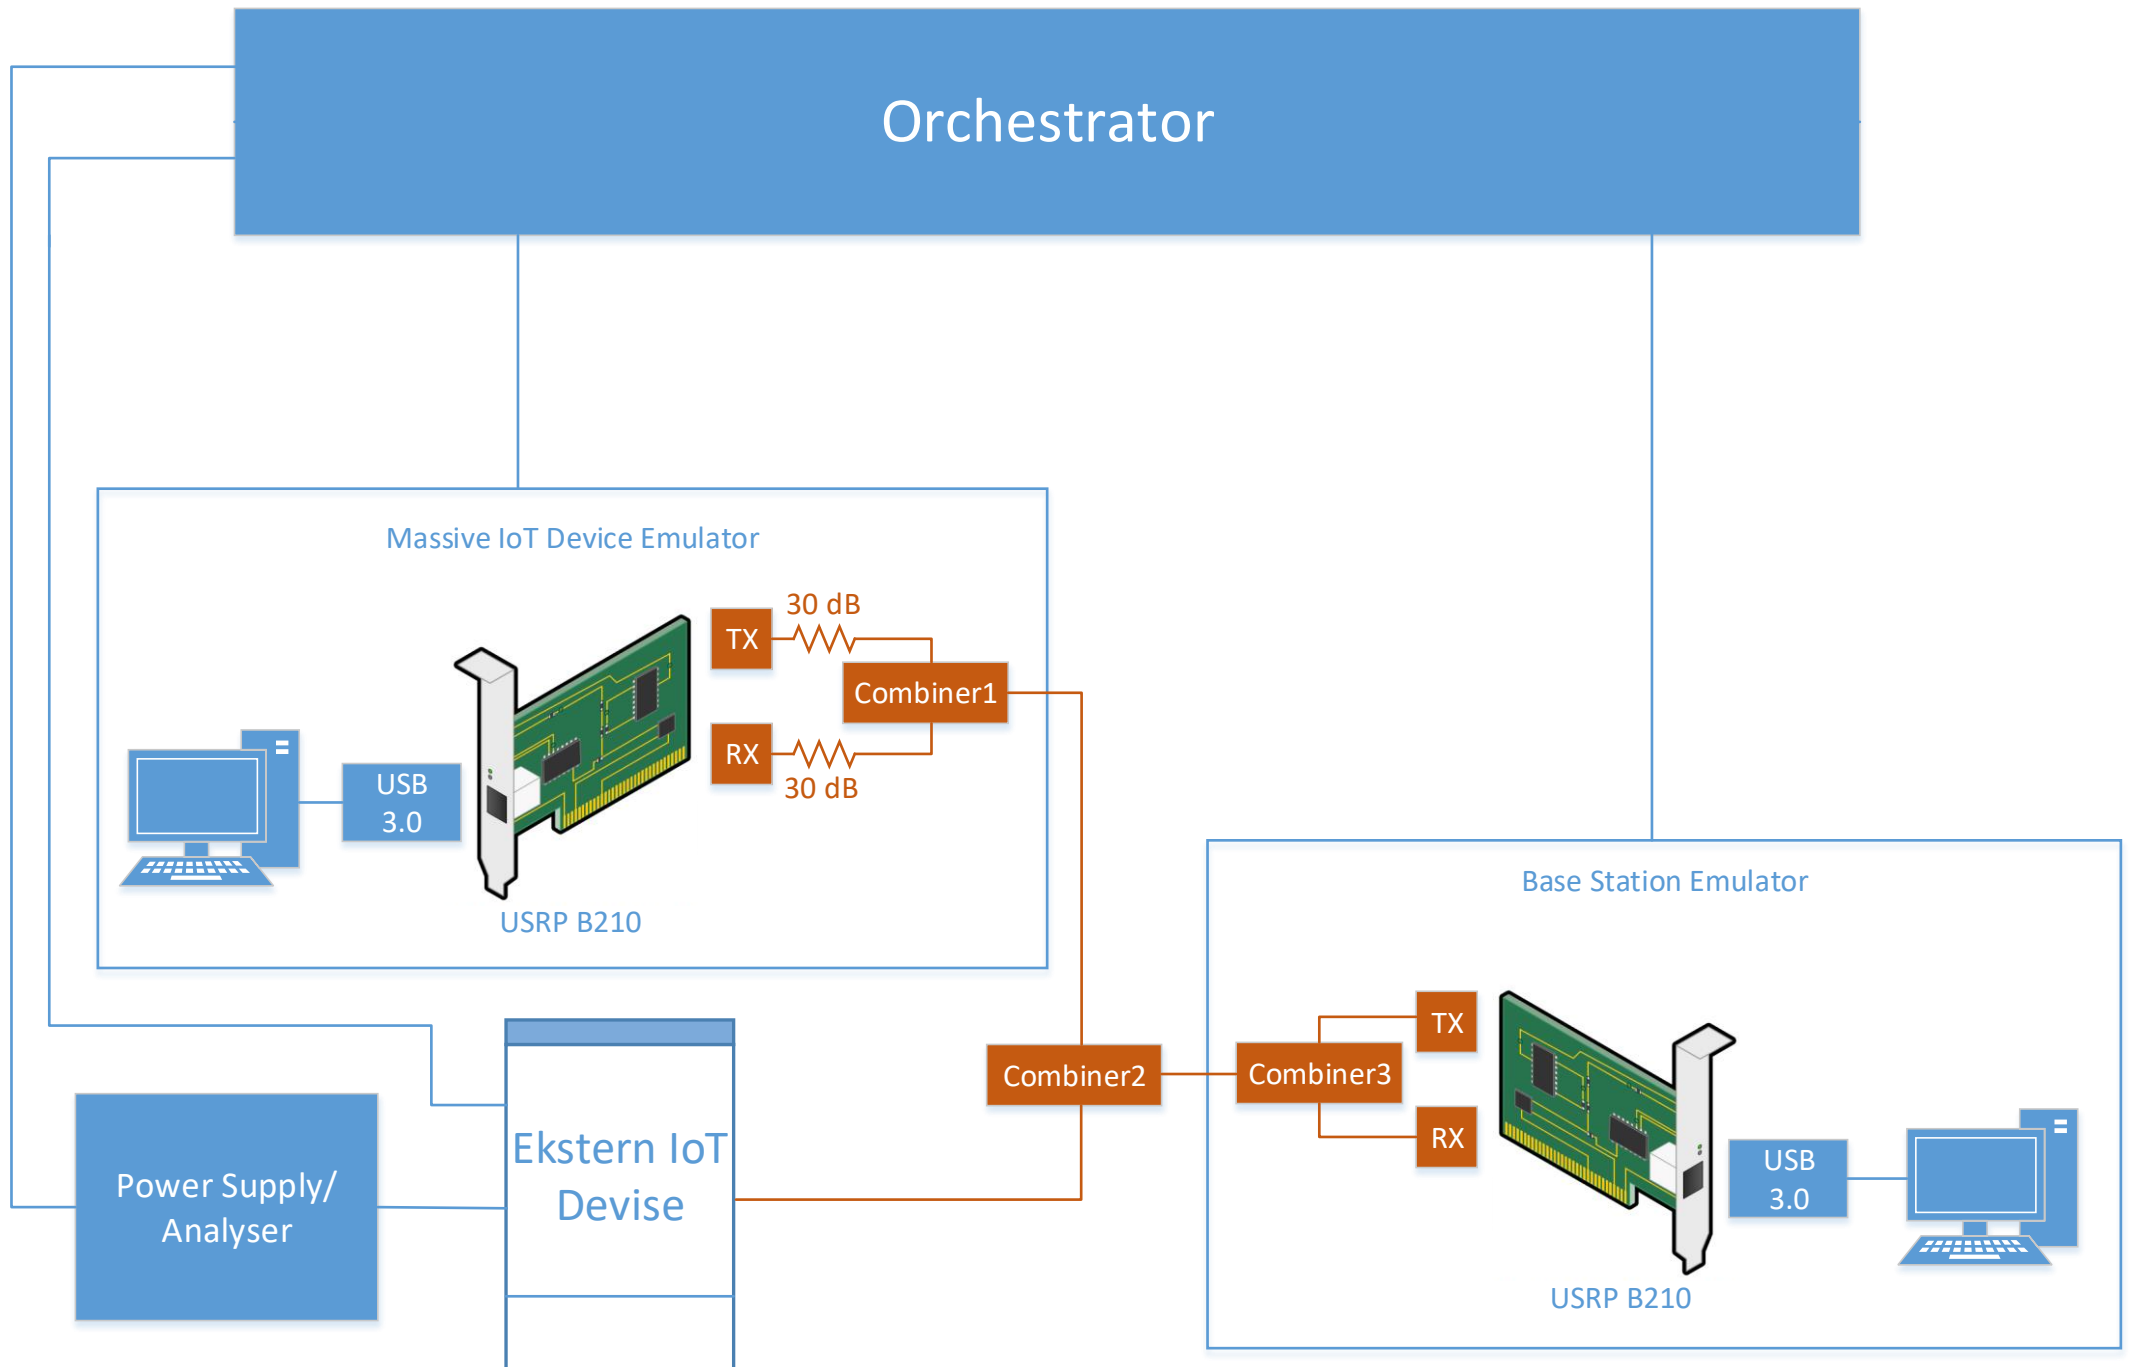 Orchestrator
Massive IoT Device Emulator
30 dB
TX
Combiner1
RX
30 dB
USB
3.0
USRP B210
Base Station Emulator
TX
Combiner2
Combiner3
RX
Ekstern IoT
Devise
Power Supply/
Analyser
USB
3.0
USRP B210